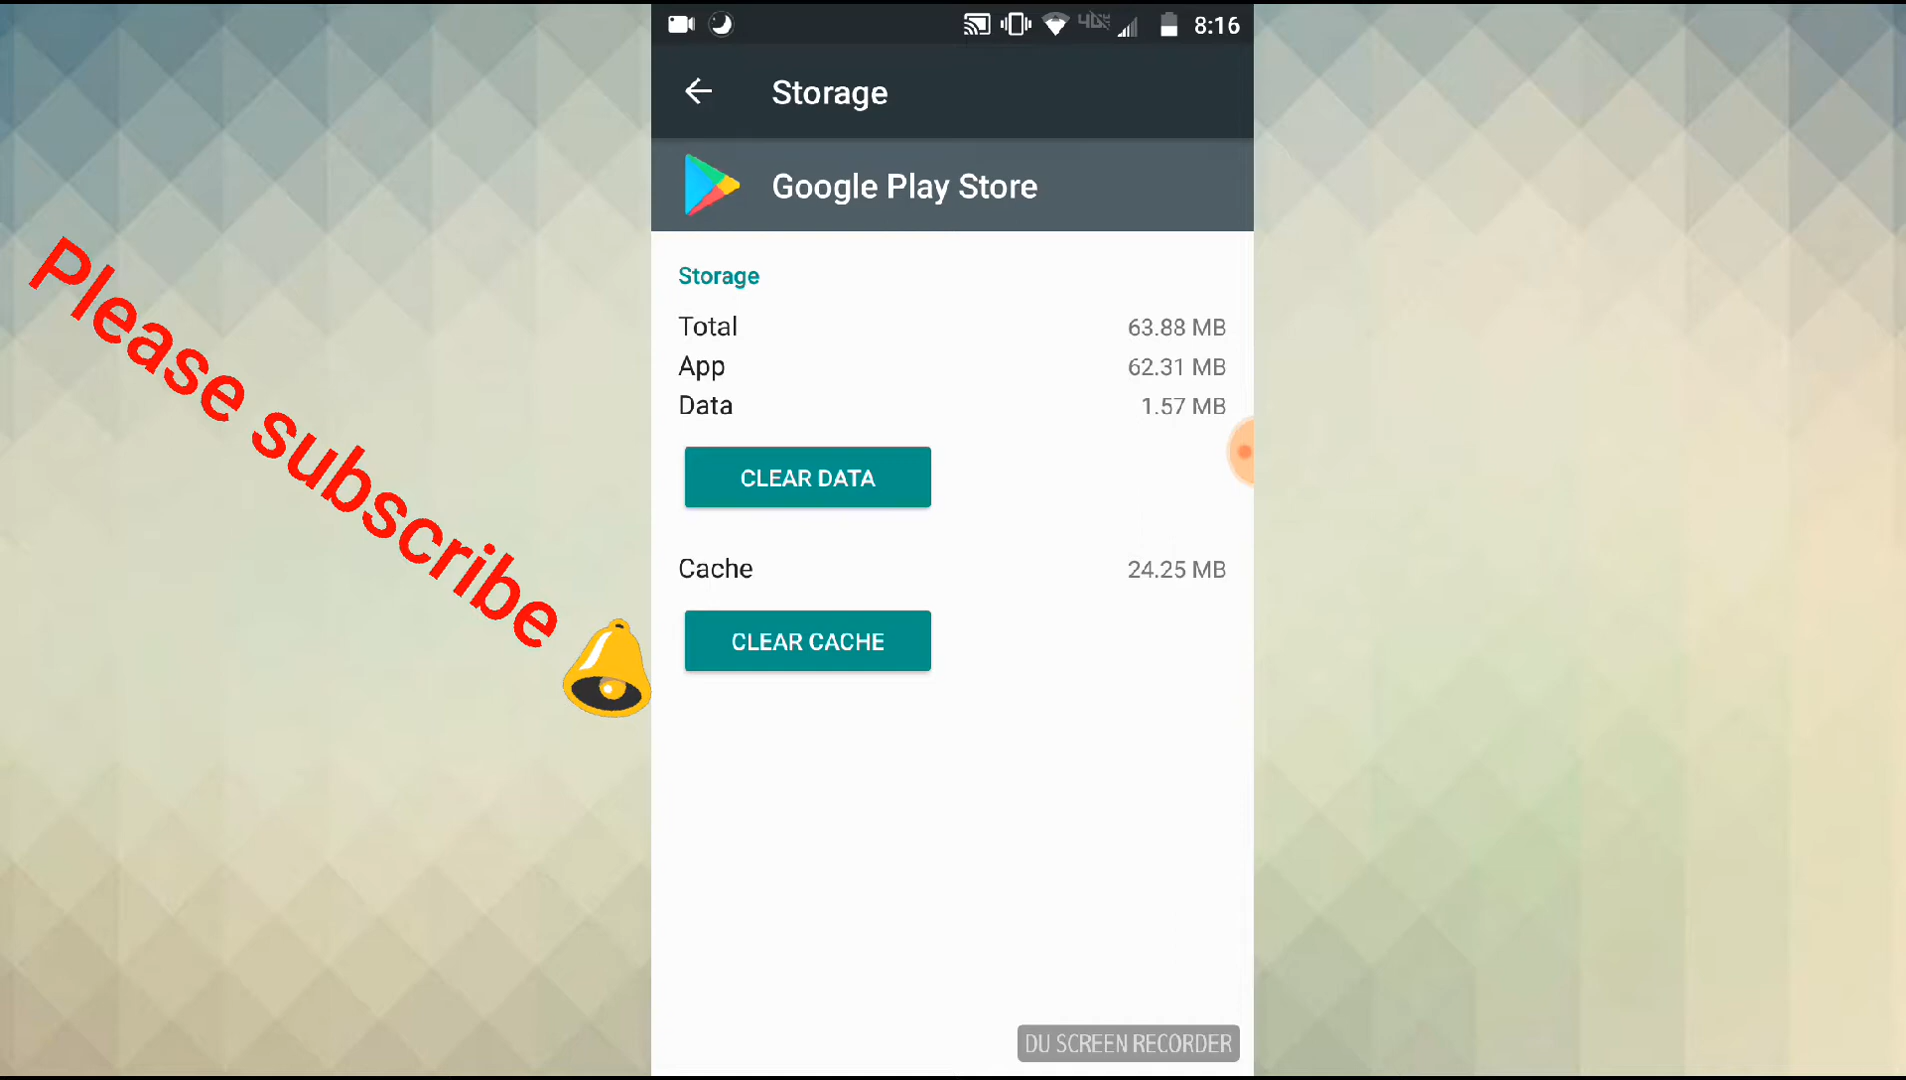 8:16
Storage
Google Play Store
Please subscribe
Storage
Total 63.88 MB
App 62.31 MB
Data 1.57 MB
CLEAR DATA
Cache 24.25 MB
CLEAR CACHE
DU SCREEN RECORDER